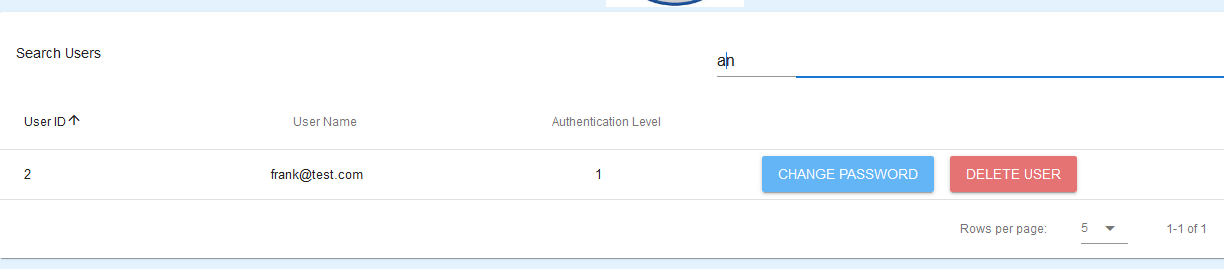 Search Users
an
User ID User Name Authentication Level
2 frank@test.com 1 CHANGE PASSWORD DELETE USER
Rows per page: 5 1-1 of 1